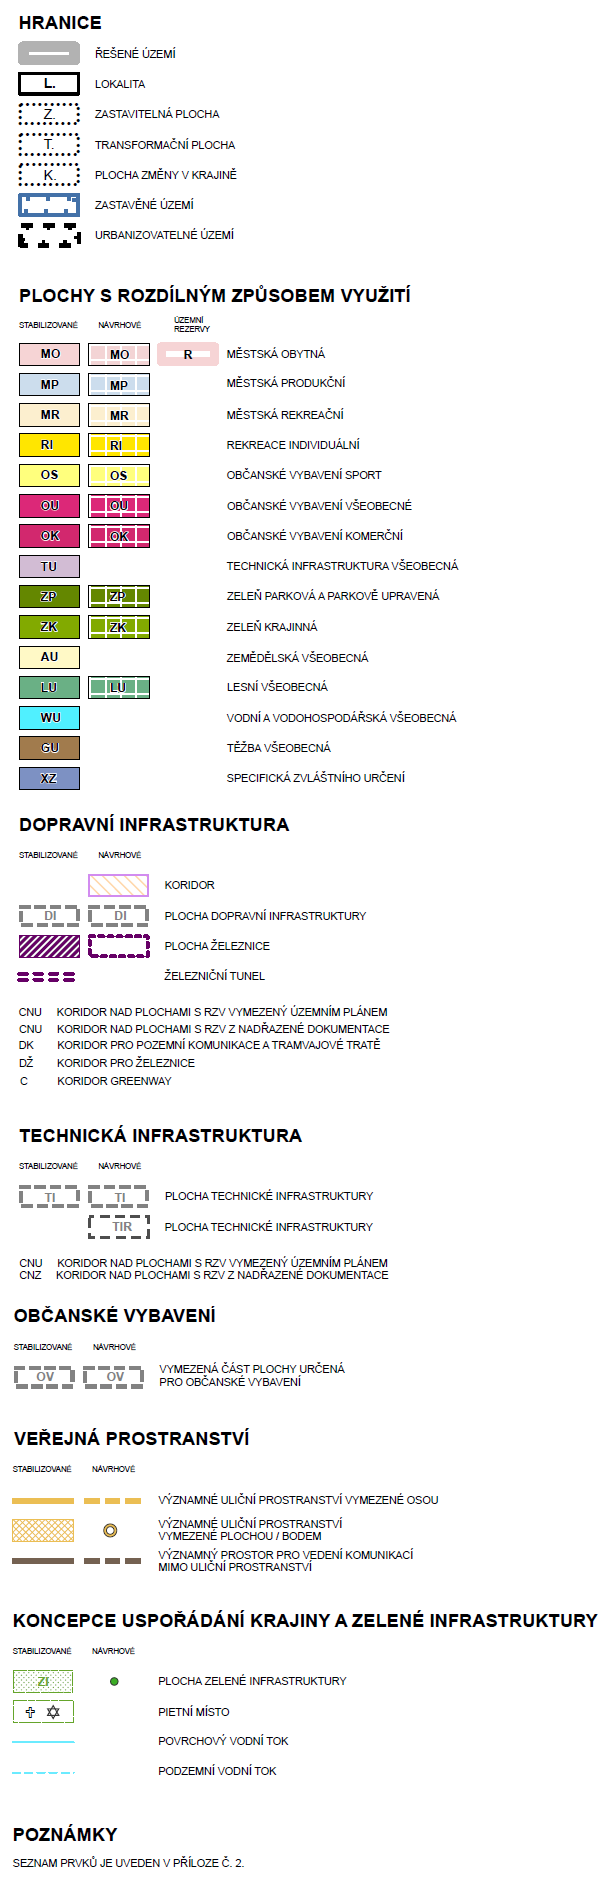 HRANICE
ŘEŠENÉ ÚZEMÍ
L. LOKALITA
Z. ZASTAVITELNÁ PLOCHA
T. TRANSFORMAČNÍ PLOCHA
K. PLOCHA ZMĚNY V KRAJINĚ
ZASTAVĚNÉ ÚZEMÍ
URBANIZOVATELNÉ ÚZEMÍ
PLOCHY S ROZDÍLNÝM ZPŮSOBEM VYUŽITÍ
STABILIZOVANÉ NÁVRHOVÉ ÚZEMNÍ
REZERVY
MO MO R MĚSTSKÁ OBYTNÁ
MP MP MĚSTSKÁ PRODUKČNÍ
MR MR MĚSTSKÁ REKREAČNÍ
RI RI REKREACE INDIVIDUÁLNÍ
OS OS OBČANSKÉ VYBAVENÍ SPORT
OU OU OBČANSKÉ VYBAVENÍ VŠEOBECNÉ
OK OK OBČANSKÉ VYBAVENÍ KOMERČNÍ
TU TECHNICKÁ INFRASTRUKTURA VŠEOBECNÁ
ZP ZP ZELEŇ PARKOVÁ A PARKOVĚ UPRAVENÁ
ZK ZK ZELEŇ KRAJINNÁ
AU ZEMĚDĚLSKÁ VŠEOBECNÁ
LU LU LESNÍ VŠEOBECNÁ
WU VODNÍ A VODOHOSPODÁŘSKÁ VŠEOBECNÁ
GU TĚŽBA VŠEOBECNÁ
XZ SPECIFICKÁ ZVLÁŠTNÍHO URČENÍ
DOPRAVNÍ INFRASTRUKTURA
STABILIZOVANÉ NÁVRHOVÉ
KORIDOR
DI DI PLOCHA DOPRAVNÍ INFRASTRUKTURY
PLOCHA ŽELEZNICE
ŽELEZNIČNÍ TUNEL
CNU KORIDOR NAD PLOCHAMI S RZV VYMEZENÝ ÚZEMNÍM PLÁNEM
CNU KORIDOR NAD PLOCHAMI S RZV Z NADŘAZENÉ DOKUMENTACE
DK KORIDOR PRO POZEMNÍ KOMUNIKACE A TRAMVAJOVÉ TRATĚ
DŽ KORIDOR PRO ŽELEZNICE
C KORIDOR GREENWAY
TECHNICKÁ INFRASTRUKTURA
STABILIZOVANÉ NÁVRHOVÉ
TI TI PLOCHA TECHNICKÉ INFRASTRUKTURY
TIR PLOCHA TECHNICKÉ INFRASTRUKTURY
CNU KORIDOR NAD PLOCHAMI S RZV VYMEZENÝ ÚZEMNÍM PLÁNEM
CNZ KORIDOR NAD PLOCHAMI S RZV Z NADŘAZENÉ DOKUMENTACE
OBČANSKÉ VYBAVENÍ
STABILIZOVANÉ NÁVRHOVÉ
OV OV VYMEZENÁ ČÁST PLOCHY URČENÁ
PRO OBČANSKÉ VYBAVENÍ
VEŘEJNÁ PROSTRANSTVÍ
STABILIZOVANÉ NÁVRHOVÉ
VÝZNAMNÉ ULIČNÍ PROSTRANSTVÍ VYMEZENÉ OSOU
VÝZNAMNÉ ULIČNÍ PROSTRANSTVÍ
VYMEZENÉ PLOCHOU / BODEM
VÝZNAMNÝ PROSTOR PRO VEDENÍ KOMUNIKACÍ
MIMO ULIČNÍ PROSTRANSTVÍ
KONCEPCE USPOŘÁDÁNÍ KRAJINY A ZELENÉ INFRASTRUKTURY
STABILIZOVANÉ NÁVRHOVÉ
ZI PLOCHA ZELENÉ INFRASTRUKTURY
PIETNÍ MÍSTO
POVRCHOVÝ VODNÍ TOK
PODZEMNÍ VODNÍ TOK
POZNÁMKY
SEZNAM PRVKŮ JE UVEDEN V PŘÍLOZE Č. 2.